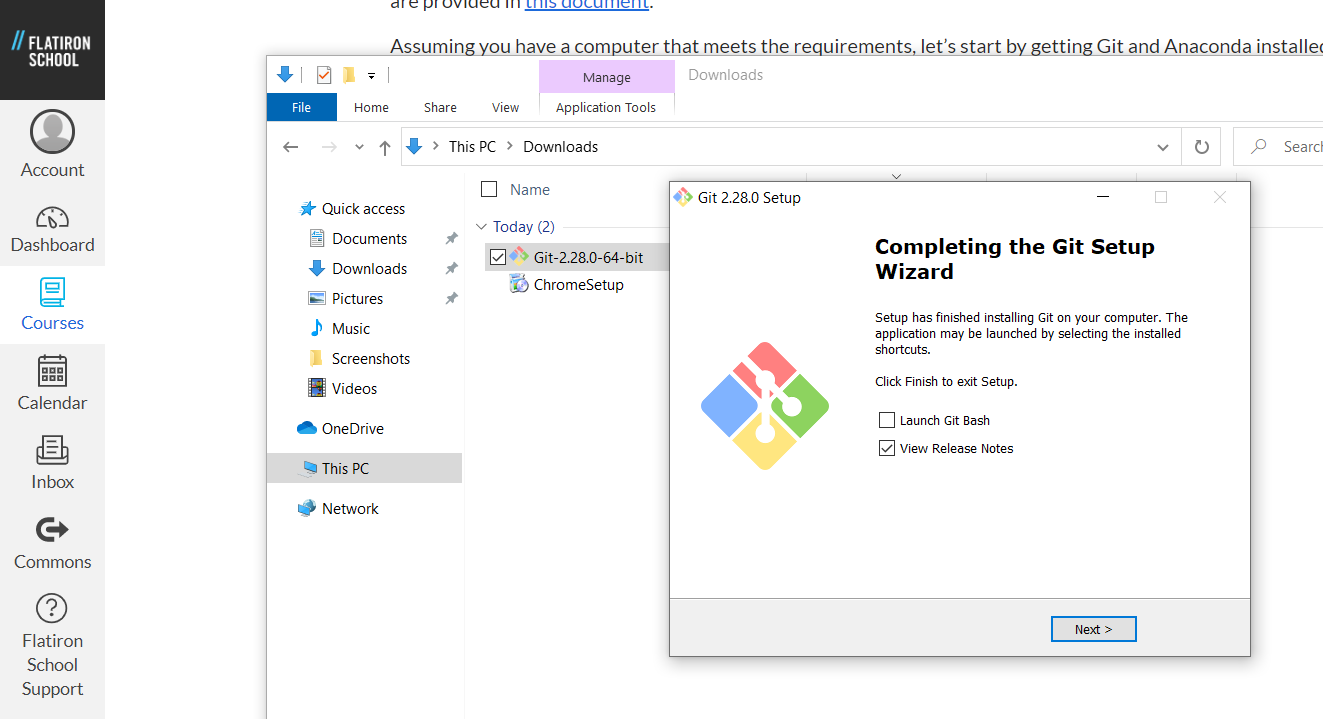 are provided in this document.
Assuming you have a computer that meets the requirements, let's start by getting Git and Anaconda installed
FLATIRON
SCHOOL
Account
Dashboard
Courses
Calendar
Inbox
Commons
Flatiron
School
Support
Manage
Downloads
File
Home
Share
View
Application Tools
This PC
Downloads
Search
Quick access
Documents
Downloads
Pictures
Music
Screenshots
Videos
OneDrive
This PC
Network
Name
Today (2)
Git-2.28.0-64-bit
ChromeSetup
Git 2.28.0 Setup
Completing the Git Setup
Wizard
Setup has finished installing Git on your computer. The
application may be launched by selecting the installed
shortcuts.
Click Finish to exit Setup.
Launch Git Bash
View Release Notes
Next >